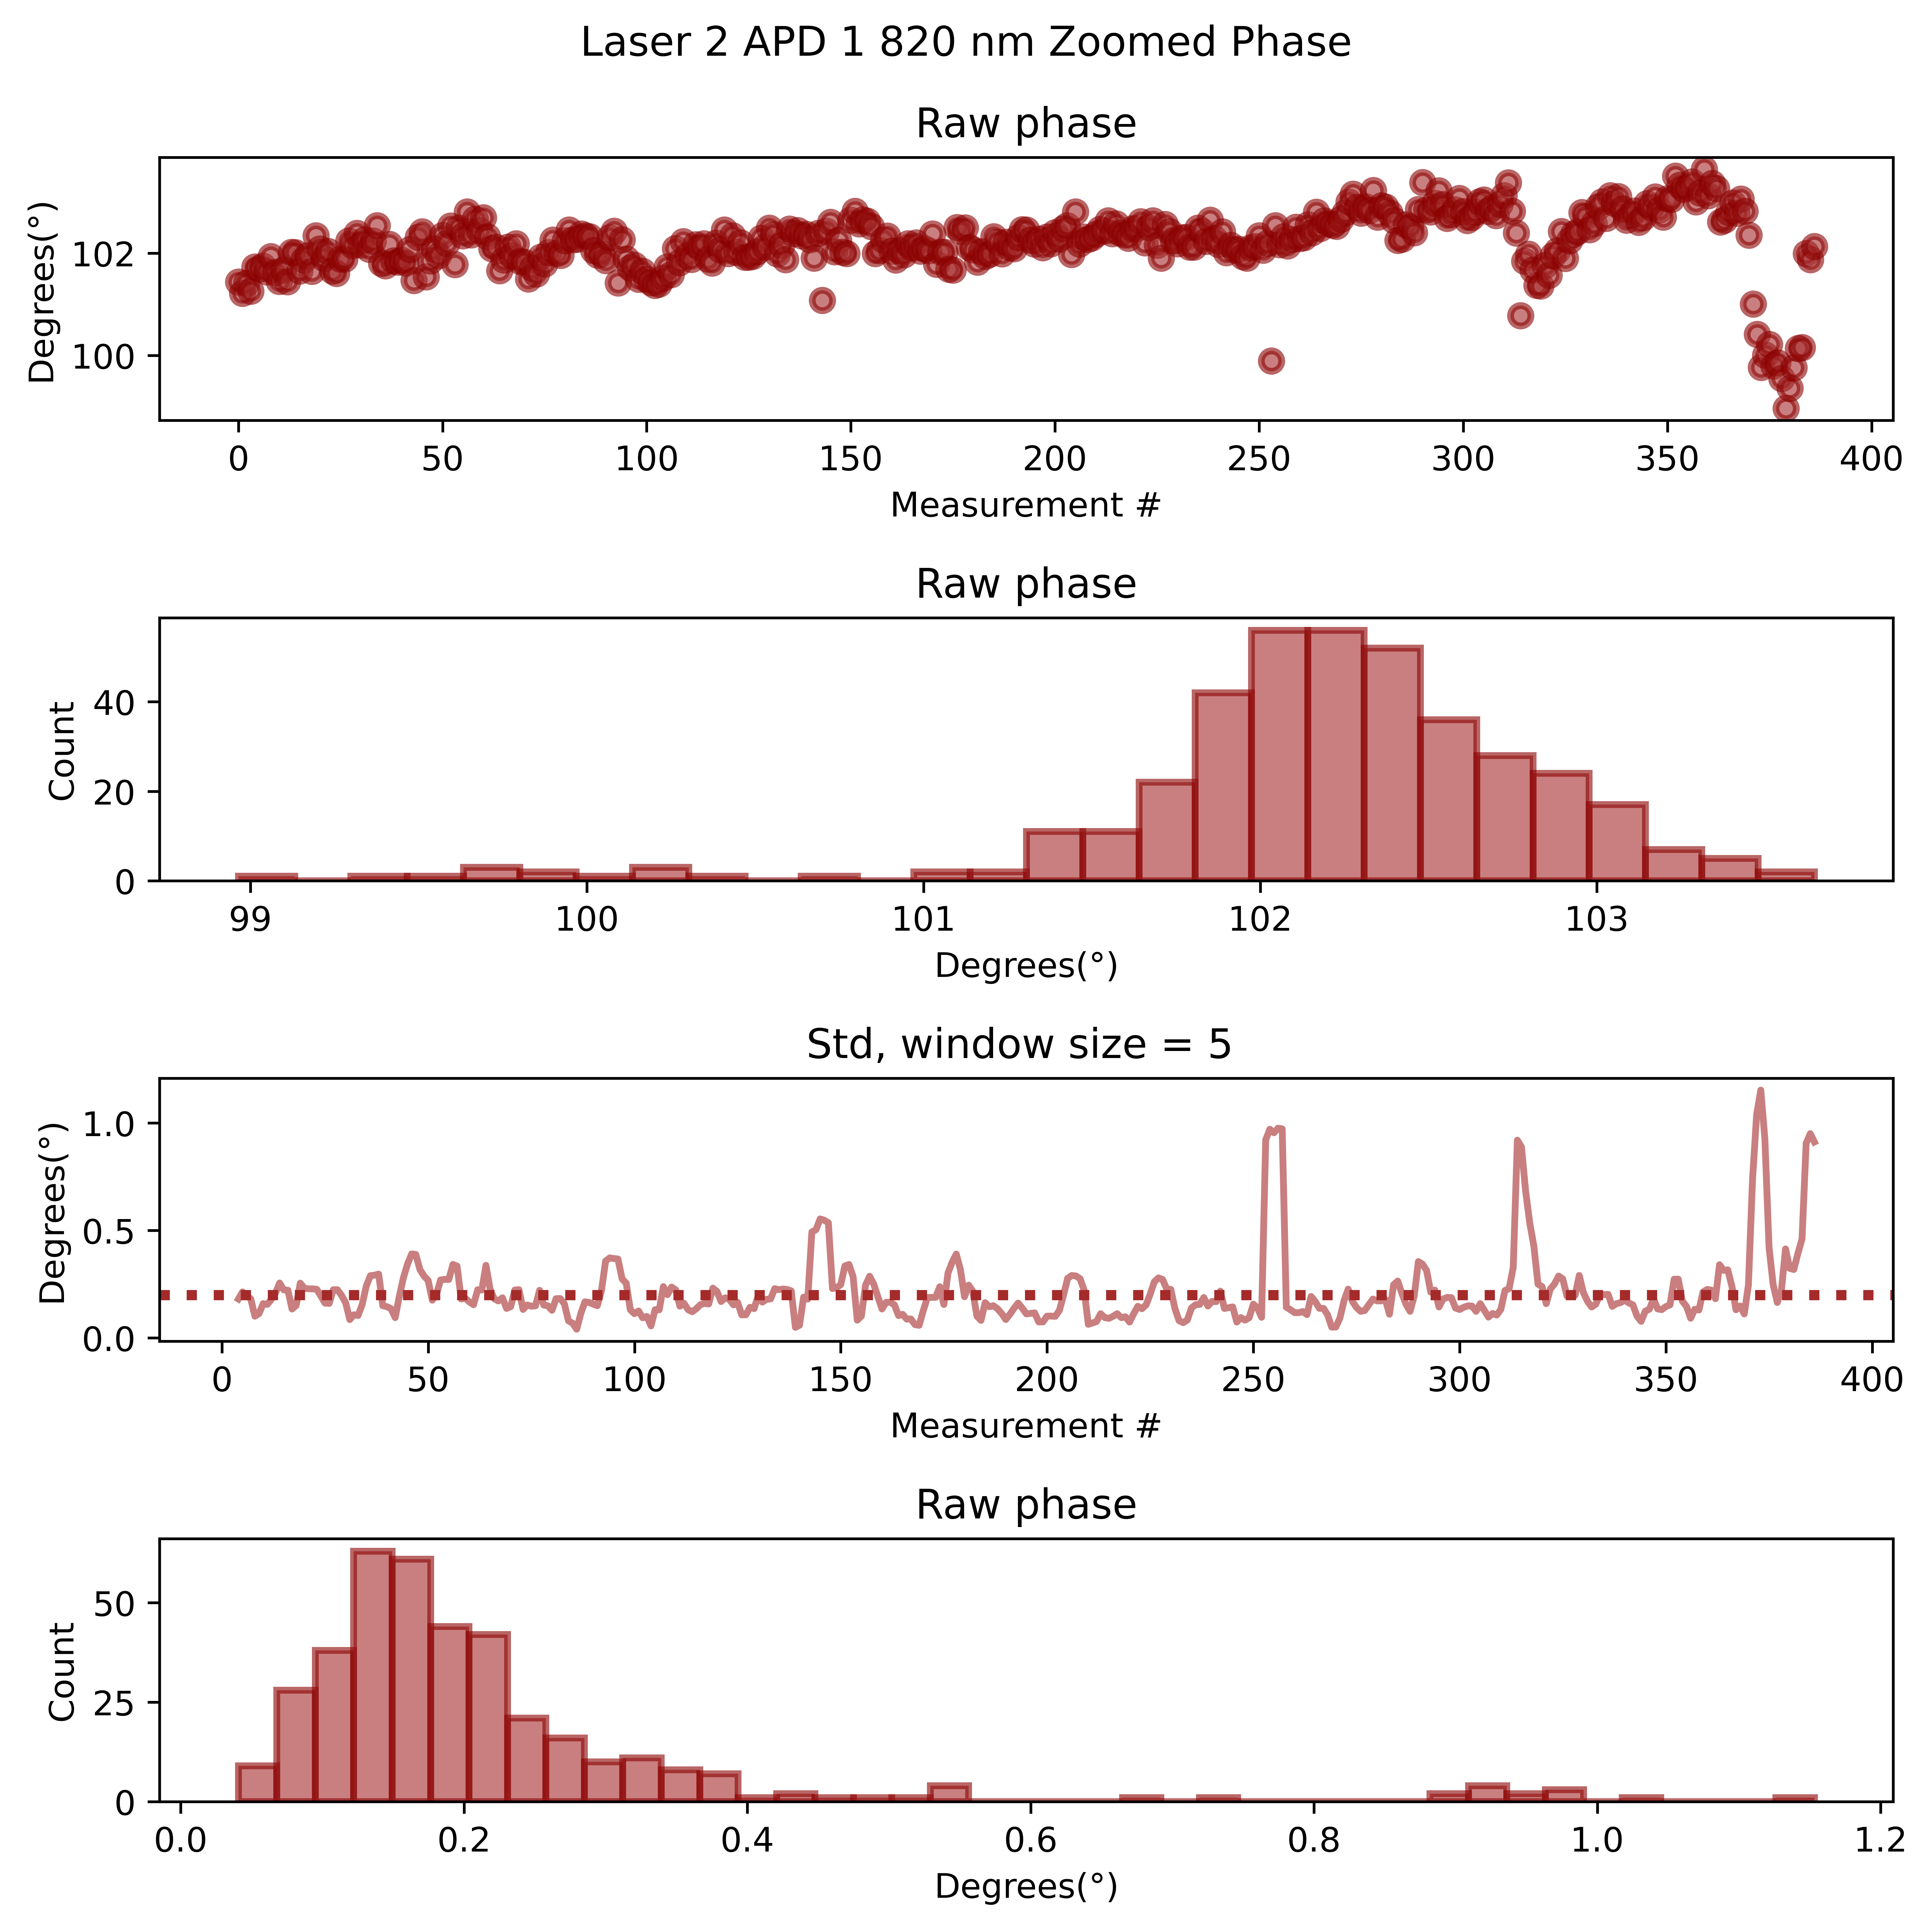 Laser 2 APD 1 820 nm Zoomed Phase
Raw phase
Degrees(°)
102
100
0 50 100 150 200 250 300 350 400
Measurement #
Raw phase
Count
40
20
0
99 100 101 102 103
Degrees(°)
Std, window size = 5
Degrees(°)
1.0
0.5
0.0
0 50 100 150 200 250 300 350 400
Measurement #
Raw phase
Count
50
25
0
0.0 0.2 0.4 0.6 0.8 1.0 1.2
Degrees(°)